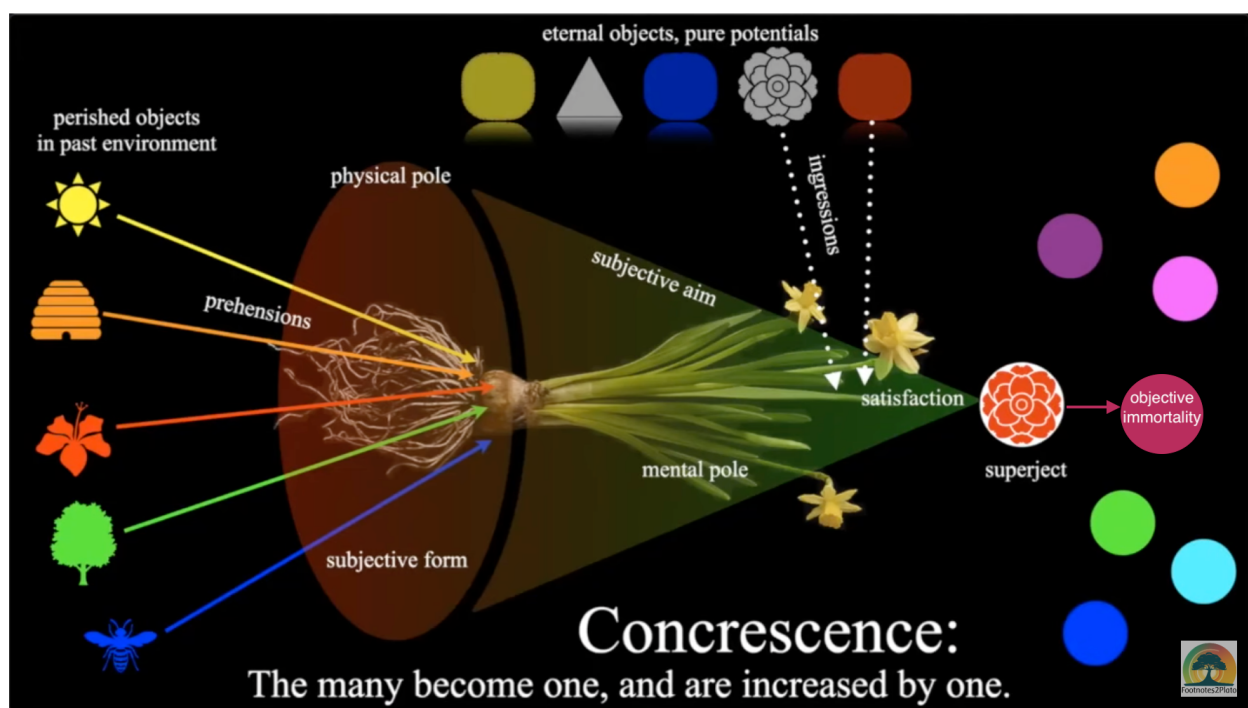 eternal objects, pure potentials
perished objects
in past environment
physical pole
ingressions
subjective aim
prehensions
satisfaction
objective
immortality
mental pole
superject
subjective form
Concrescence:
The many become one, and are increased by one.
Footnotes2Plato